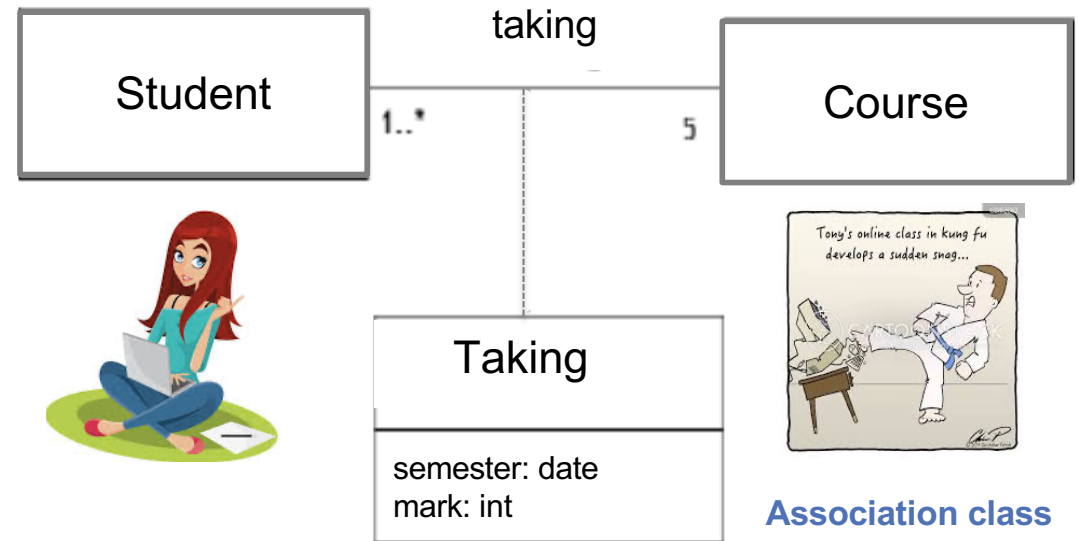 taking
Student
Course
1..*
5
Tony's online class in kung fu
develops a sudden snag...
Taking
semester: date
mark: int
Association class